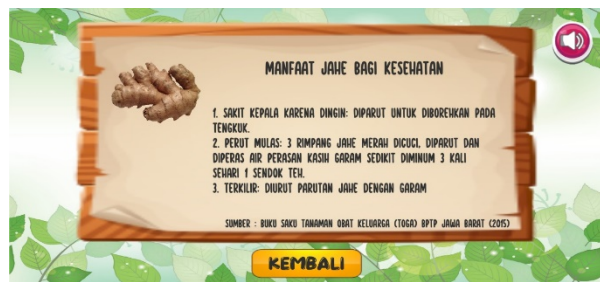 MANFAAT JAHE BAGI KESEHATAN
1. SAKIT KEPALA KARENA DINGIN: DIPARUT UNTUK DIBOREHKAN PADA
TENGKUK.
2. PERUT MULAS: 3 RIMPANG JAHE MERAH DICUCI, DIPARUT DAN
DIPERAS AIR PERASAN KASIH GARAM SEDIKIT DIMINUM 3 KALI
SEHARI 1 SENDOK TEH.
3. TERKILIR: DIURUT PARUTAN JAHE DENGAN GARAM
SUMBER : BUKU SAKU TANAMAN OBAT KELUARGA (TOGA) BPTP JAWA BARAT (2015)
KEMBALI